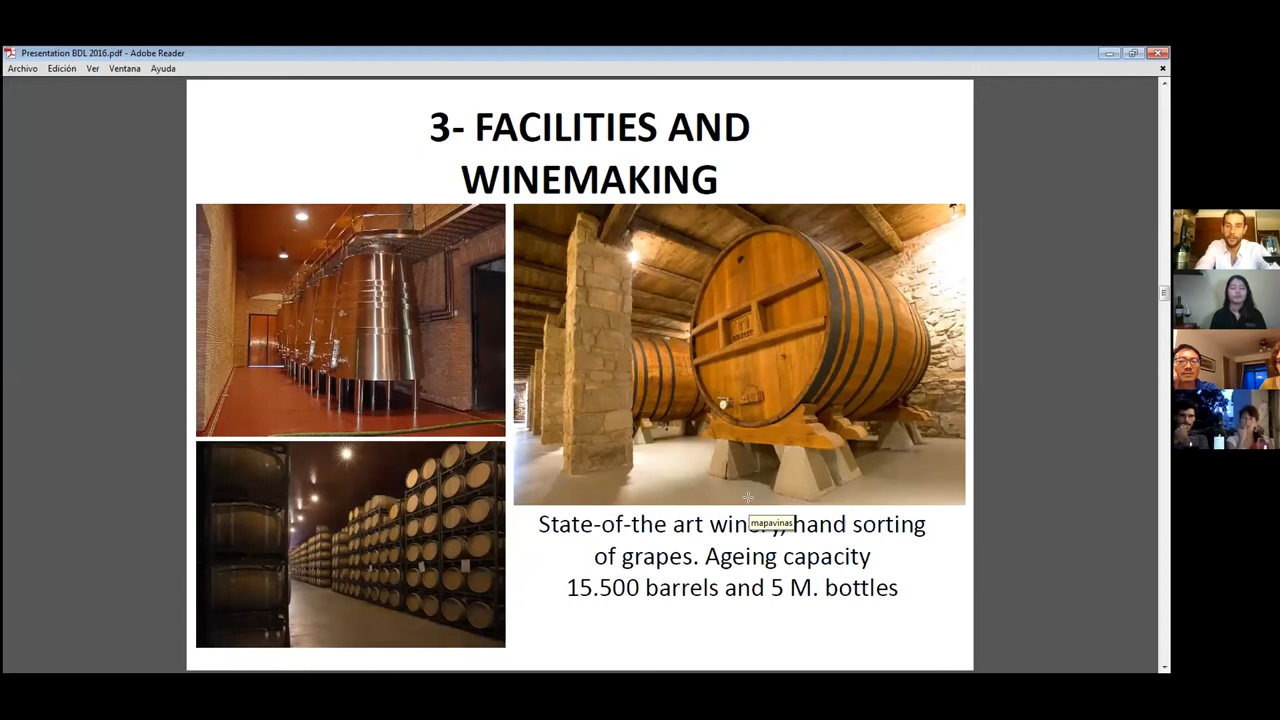 Presentation BDL 2016.pdf - Adobe Reader
Archivo Edición Ver Ventana Ayuda
3- FACILITIES AND
WINEMAKING
State-of-the art winery, hand sorting
mapavinas
of grapes. Ageing capacity
15.500 barrels and 5 M. bottles